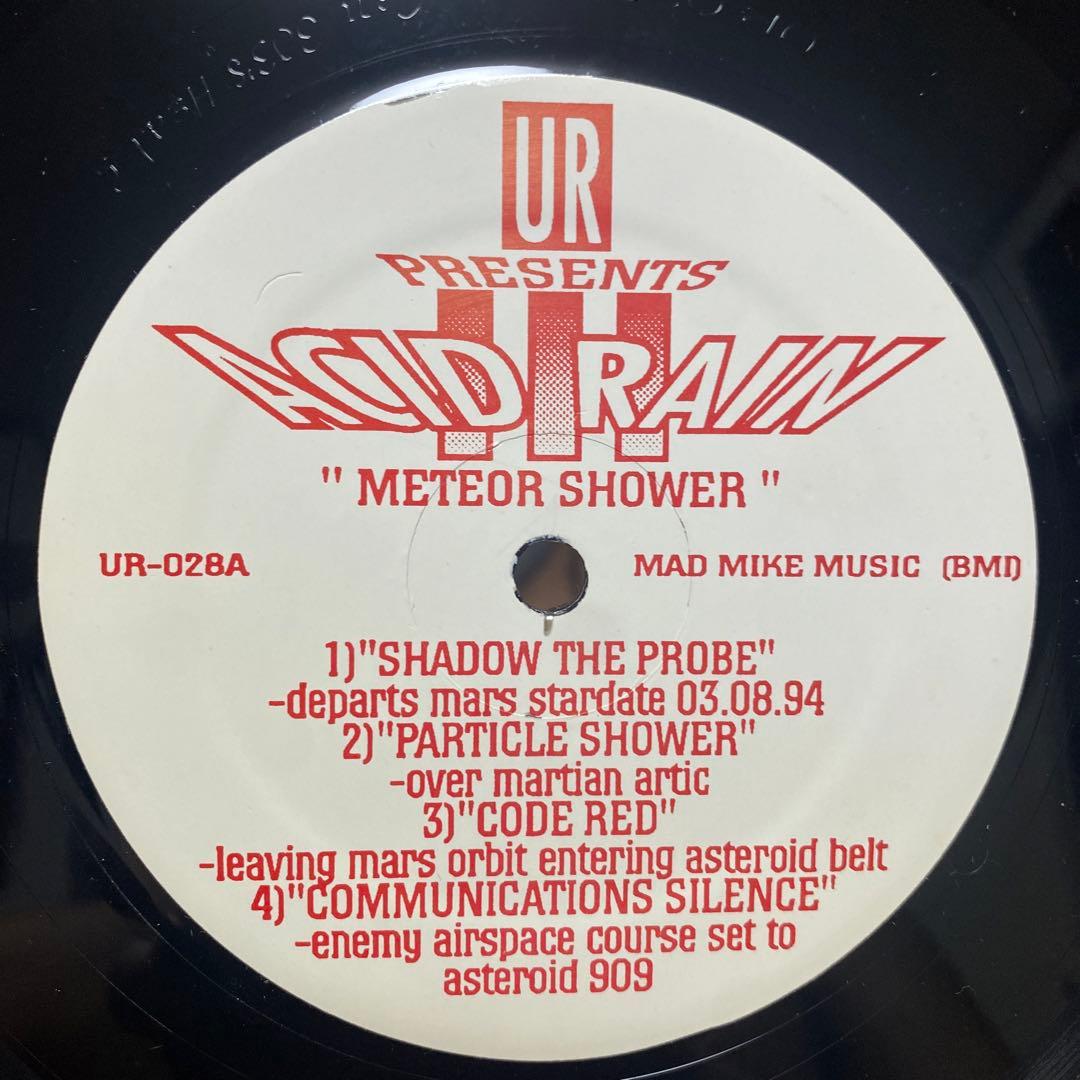 UR
PRESENTS
III
ACID RAIN
" METEOR SHOWER "
UR-028A
MAD MIKE MUSIC (BMI)
1)"SHADOW THE PROBE"
-departs mars stardate 03.08.94
2)"PARTICLE SHOWER"
-over martian artic
3)"CODE RED"
-leaving mars orbit entering asteroid belt
4)"COMMUNICATIONS SILENCE"
-enemy airspace course set to
asteroid 909